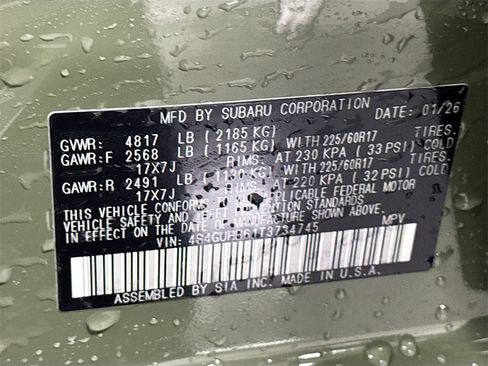 MFD BY SUBARU CORPORATION DATE: 01/26
GVWR: 4817 LB (2185 KG)
GAWR: F 2568 LB (1165 KG) WITH 225/60R17 TIRES.
17X7J RIMS. AT 230 KPA (33 PSI) COLD
GAWR: R 2491 LB (1130 KG) WITH 225/60R17 TIRES.
17X7J RIMS. AT 220 KPA (32 PSI) COLD
THIS VEHICLE CONFORMS TO ALL APPLICABLE FEDERAL MOTOR
VEHICLE SAFETY STANDARDS IN EFFECT ON THE
DATE OF MANUFACTURE SHOWN ABOVE.
VIN: 4S4GUHB61T3734745 MPV
ASSEMBLED BY SIA INC. MADE IN U.S.A.